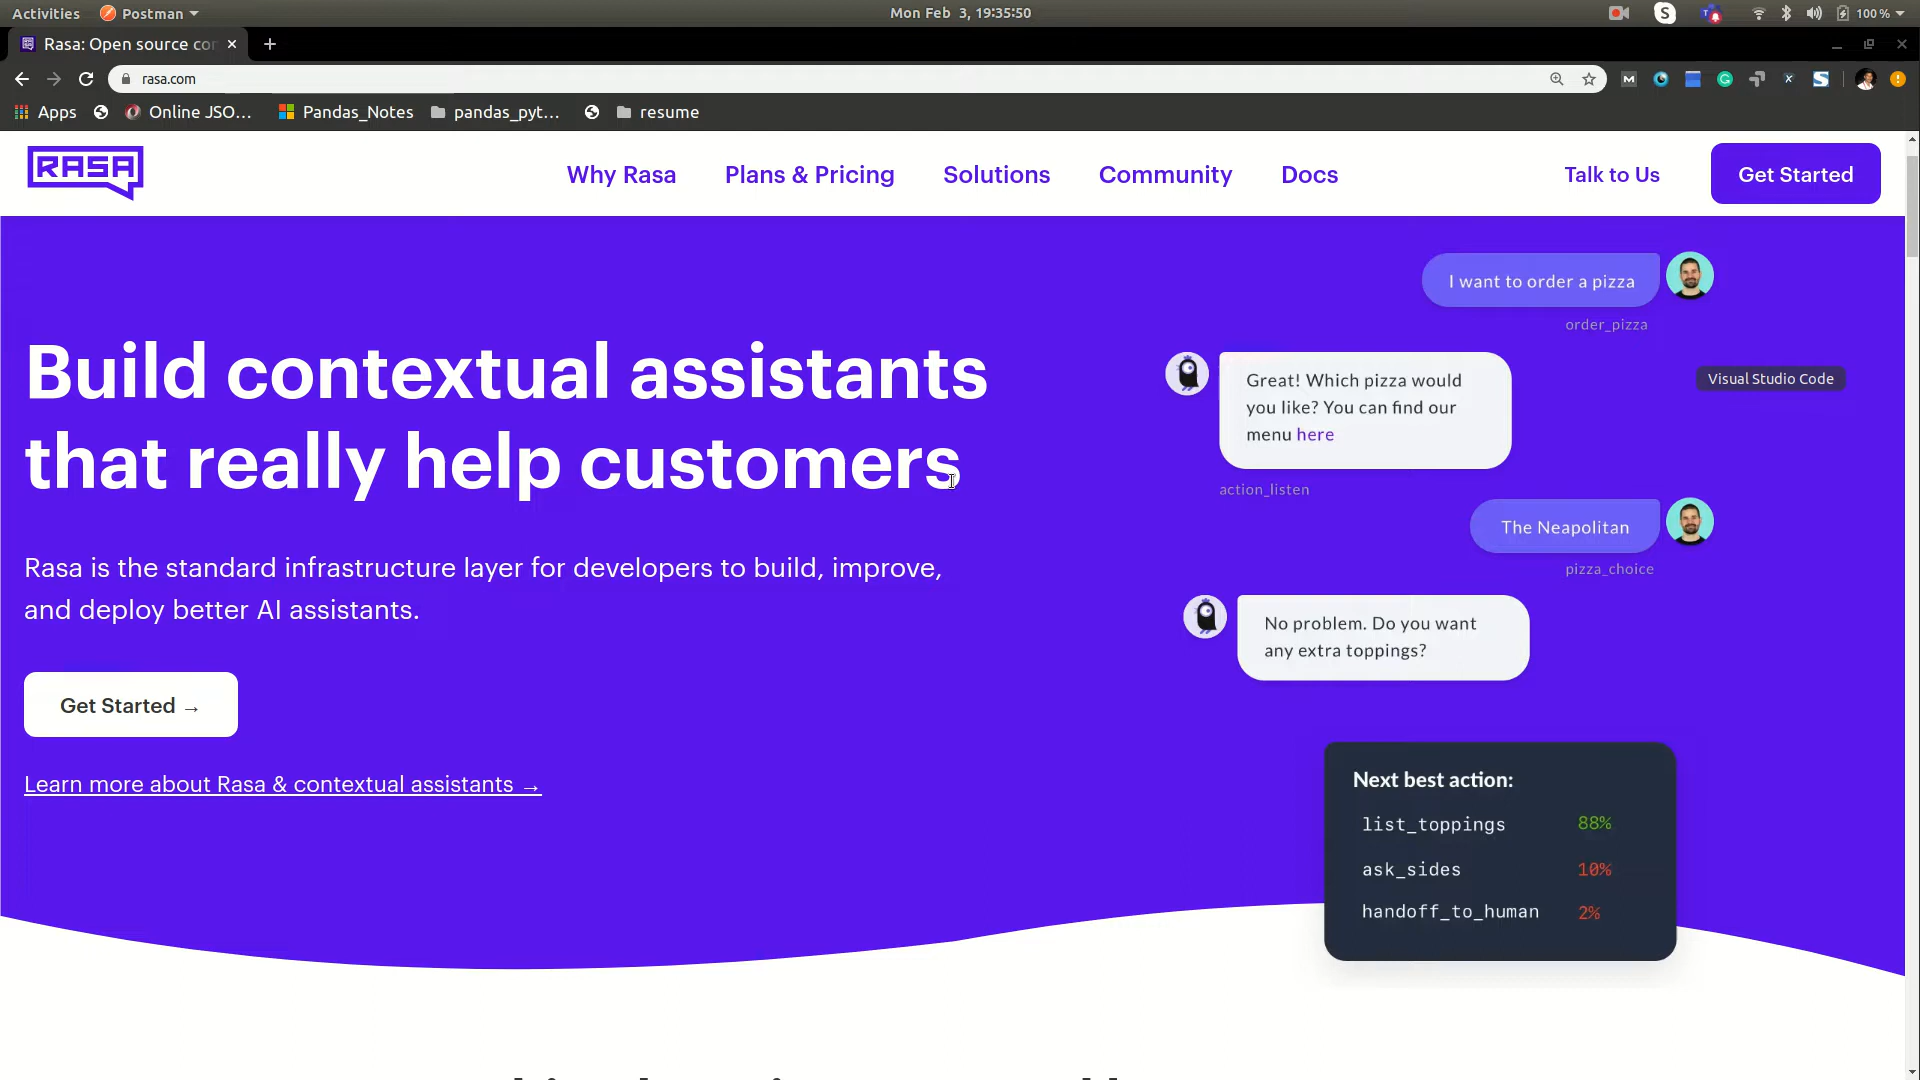 Activities
Postman
Mon Feb 3, 19:35:50
S
100 %
Rasa: Open source cor
rasa.com
Apps
Online JSO...
Pandas_Notes
pandas_pyt...
resume
RASA
Why Rasa
Plans & Pricing
Solutions
Community
Docs
Talk to Us
Get Started
Build contextual assistants
that really help customers
Rasa is the standard infrastructure layer for developers to build, improve,
and deploy better AI assistants.
Get Started →
Learn more about Rasa & contextual assistants →
I want to order a pizza
order_pizza
Great! Which pizza would
you like? You can find our
menu here
Visual Studio Code
action_listen
The Neapolitan
pizza_choice
No problem. Do you want
any extra toppings?
Next best action:
list_toppings 88%
ask_sides 10%
handoff_to_human 2%